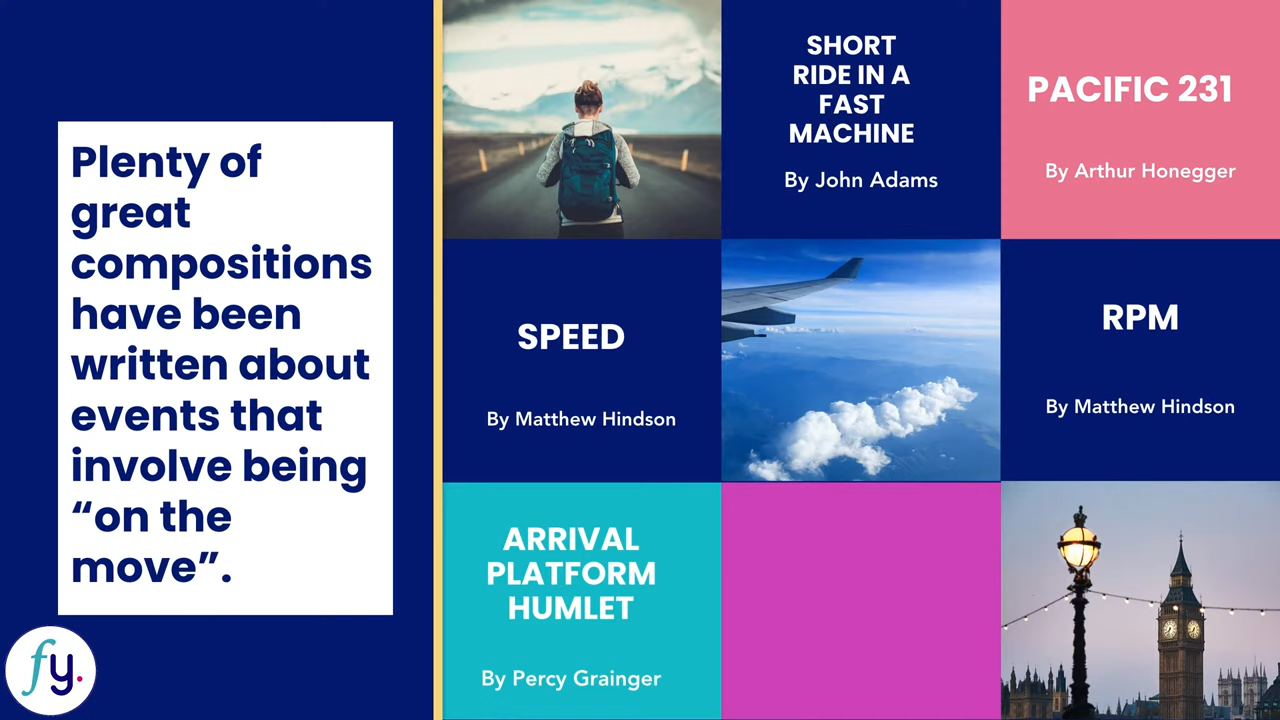 Plenty of
great
compositions
have been
written about
events that
involve being
“on the
move”.
fy.
SHORT
RIDE IN A
FAST
MACHINE
By John Adams
PACIFIC 231
By Arthur Honegger
SPEED
By Matthew Hindson
RPM
By Matthew Hindson
ARRIVAL
PLATFORM
HUMLET
By Percy Grainger